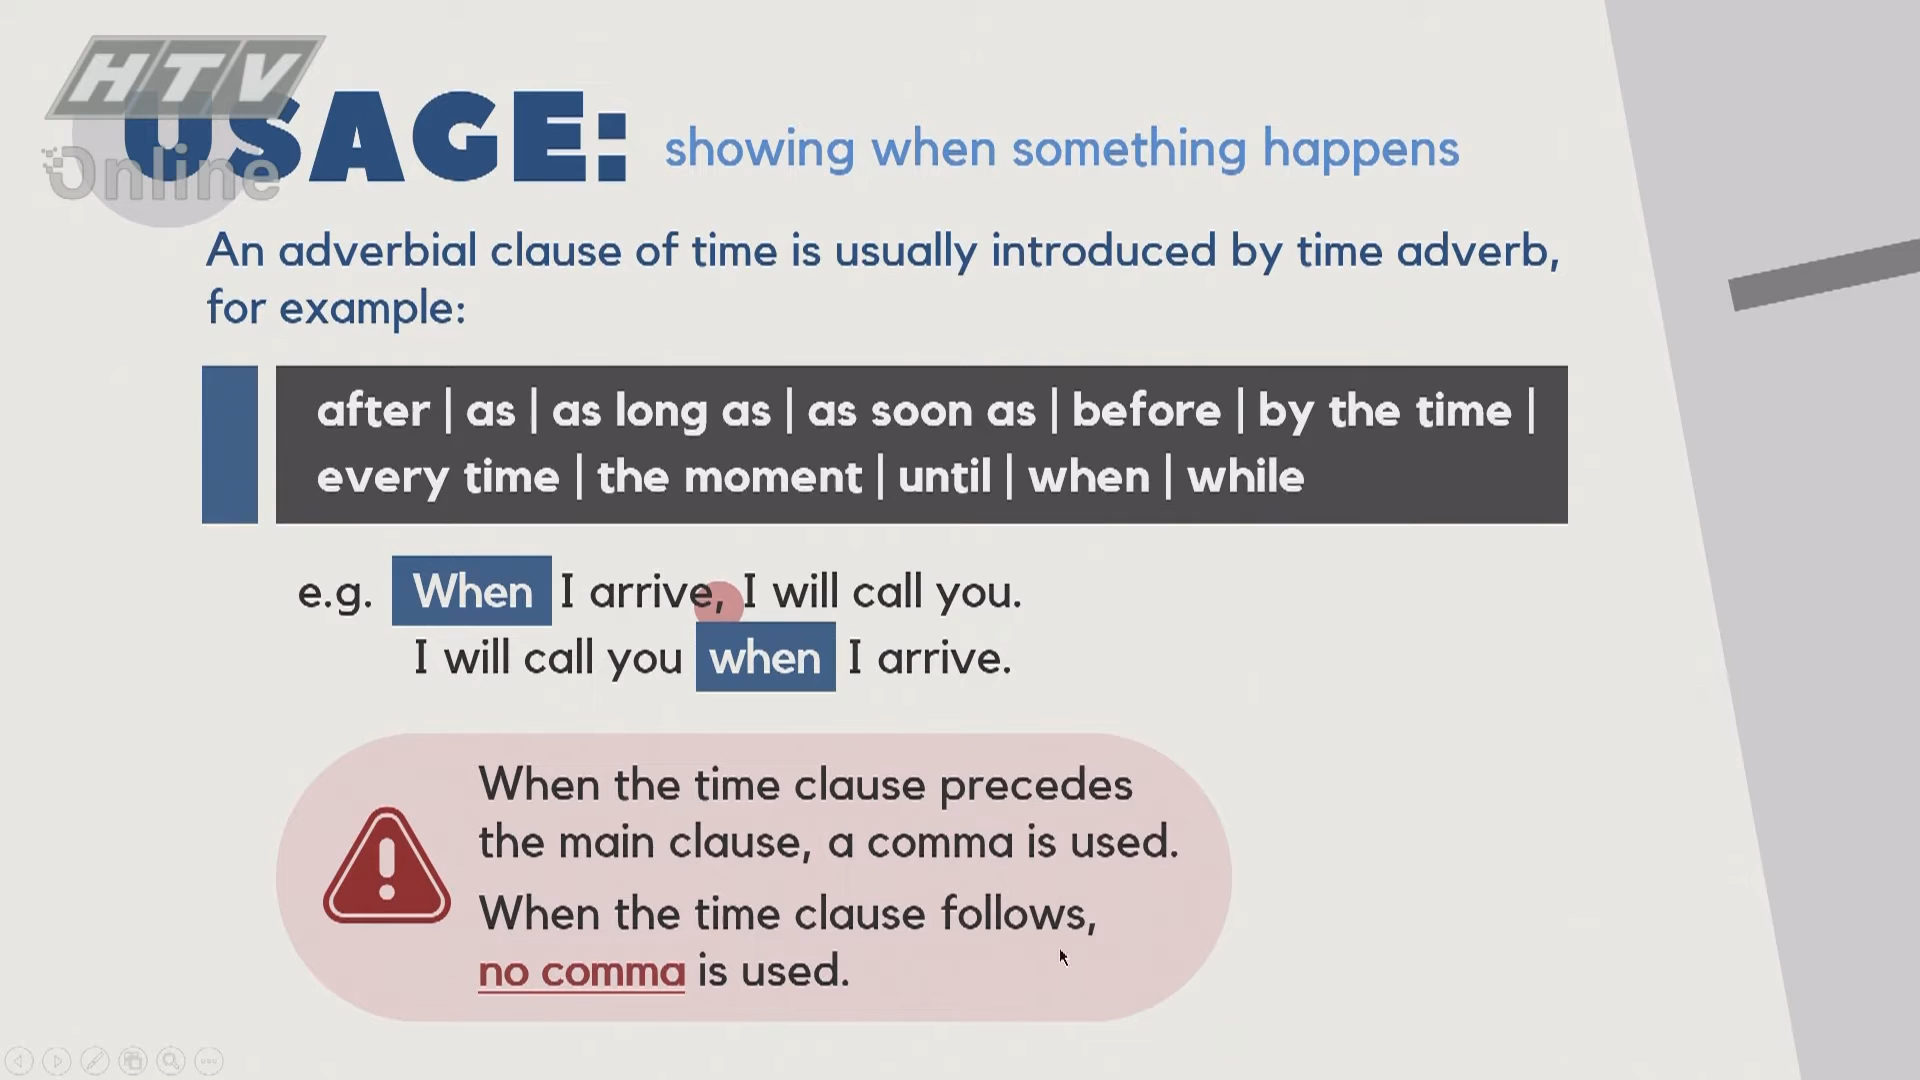 HTV
Online
USAGE: showing when something happens
An adverbial clause of time is usually introduced by time adverb,
for example:
after | as | as long as | as soon as | before | by the time |
every time | the moment | until | when | while
e.g. When I arrive, I will call you.
I will call you when I arrive.
When the time clause precedes
the main clause, a comma is used.
When the time clause follows,
no comma is used.